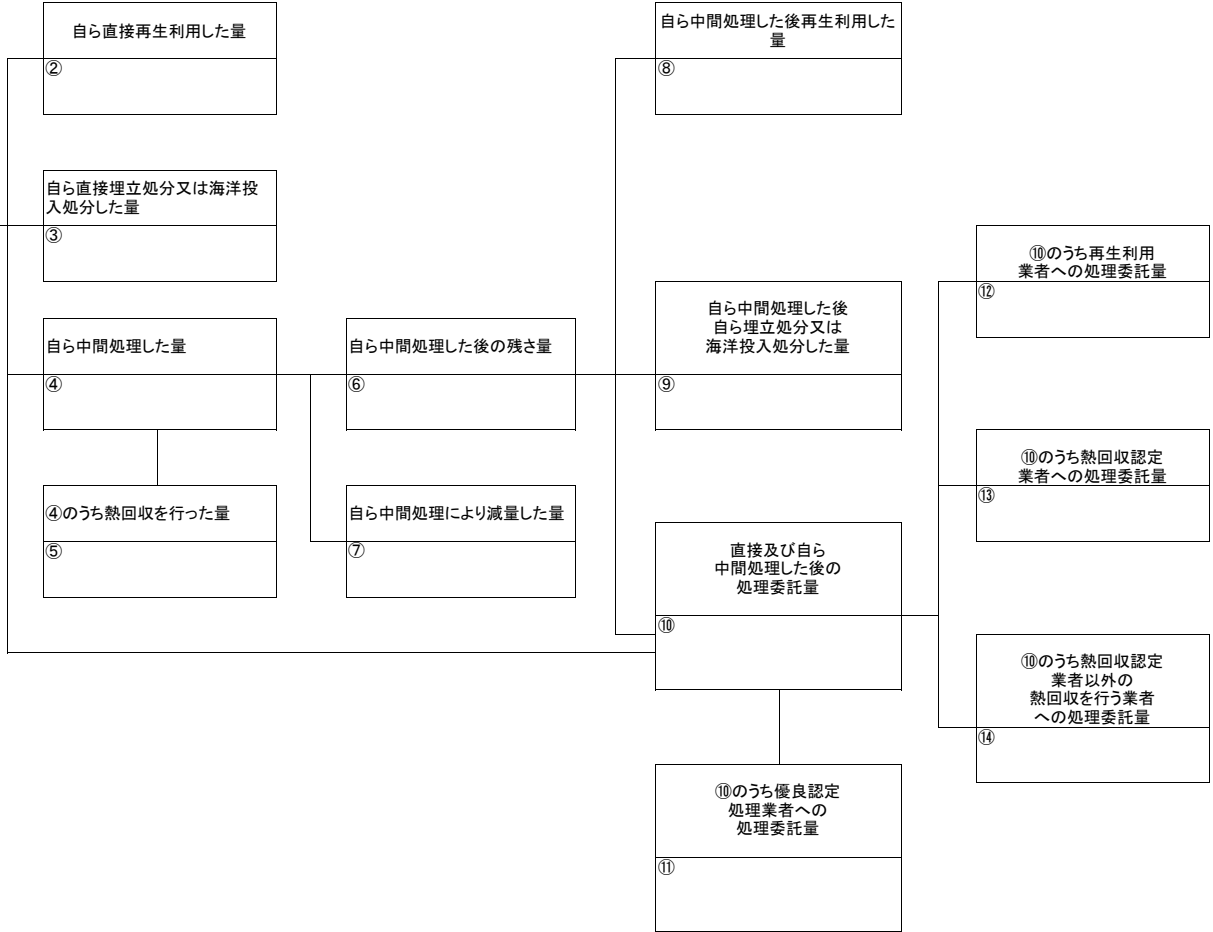 自ら直接再生利用した量
②
自ら直接埋立処分又は海洋投
入処分した量
③
自ら中間処理した量
④
④のうち熱回収を行った量
⑤
自ら中間処理した後の残さ量
⑥
自ら中間処理により減量した量
⑦
自ら中間処理した後再生利用した
量
⑧
自ら中間処理した後
自ら埋立処分又は
海洋投入処分した量
⑨
直接及び自ら
中間処理した後の
処理委託量
⑩
⑩のうち優良認定
処理業者への
処理委託量
⑪
⑩のうち再生利用
業者への処理委託量
⑫
⑩のうち熱回収認定
業者への処理委託量
⑬
⑩のうち熱回収認定
業者以外の
熱回収を行う業者
への処理委託量
⑭